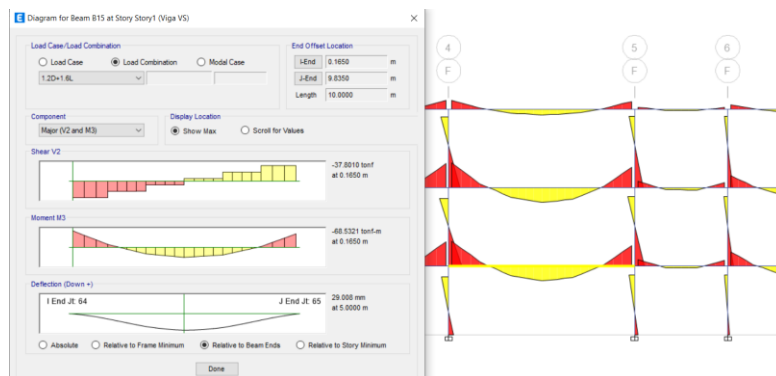 Diagram for Beam B15 at Story Story1 (Viga VS)
Load Case/Load Combination
Load Case
Load Combination
Modal Case
1.2D+1.6L
End Offset Location
I-End 0.1650 m
J-End 9.8350 m
Length 10.0000 m
Component
Major (V2 and M3)
Display Location
Show Max
Scroll for Values
Shear V2
-37.8010 tonf
at 0.1650 m
Moment M3
-68.5321 tonf-m
at 0.1650 m
Deflection (Down +)
I End Jt: 64
J End Jt: 65
29.008 mm
at 5.0000 m
Absolute
Relative to Frame Minimum
Relative to Beam Ends
Relative to Story Minimum
Done
4 5 6
F F F